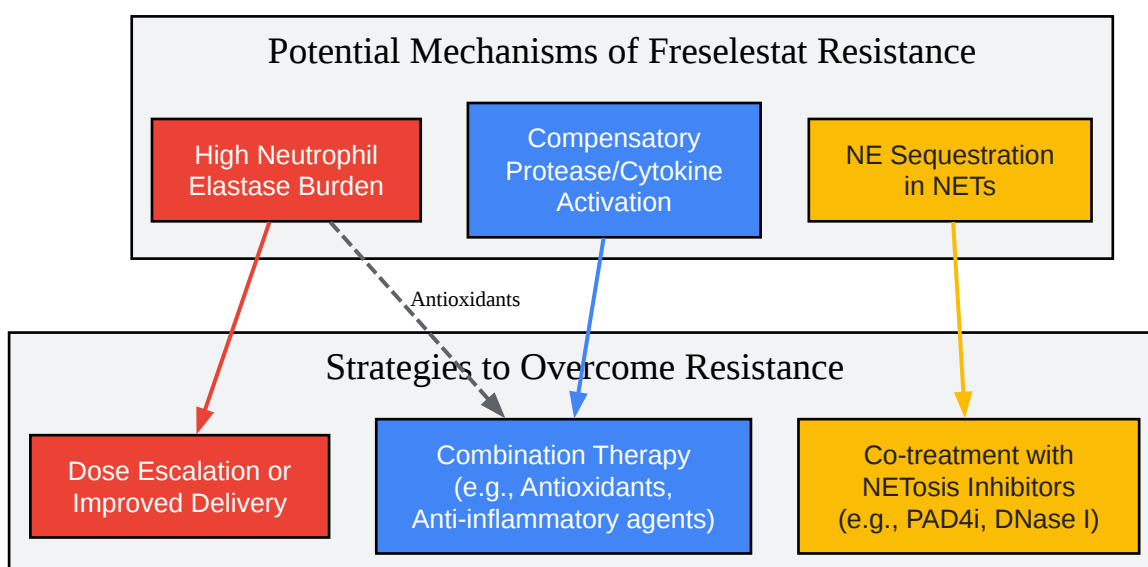 Potential Mechanisms of Freselestat Resistance
High Neutrophil
Elastase Burden
Compensatory
Protease/Cytokine
Activation
NE Sequestration
in NETs
Antioxidants
Strategies to Overcome Resistance
Dose Escalation or
Improved Delivery
Combination Therapy
(e.g., Antioxidants,
Anti-inflammatory agents)
Co-treatment with
NETosis Inhibitors
(e.g., PAD4i, DNase I)